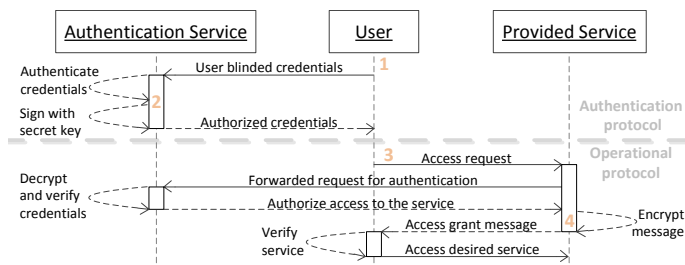 Authentication Service
User
Provided Service
1
User blinded credentials
Authenticate
credentials
2
Sign with
secret key
Authorized credentials
Authentication
protocol
Operational
protocol
3
Access request
Forwarded request for authentication
Decrypt
and verify
credentials
Authorize access to the service
4
Encrypt
message
Access grant message
Verify
service
Access desired service